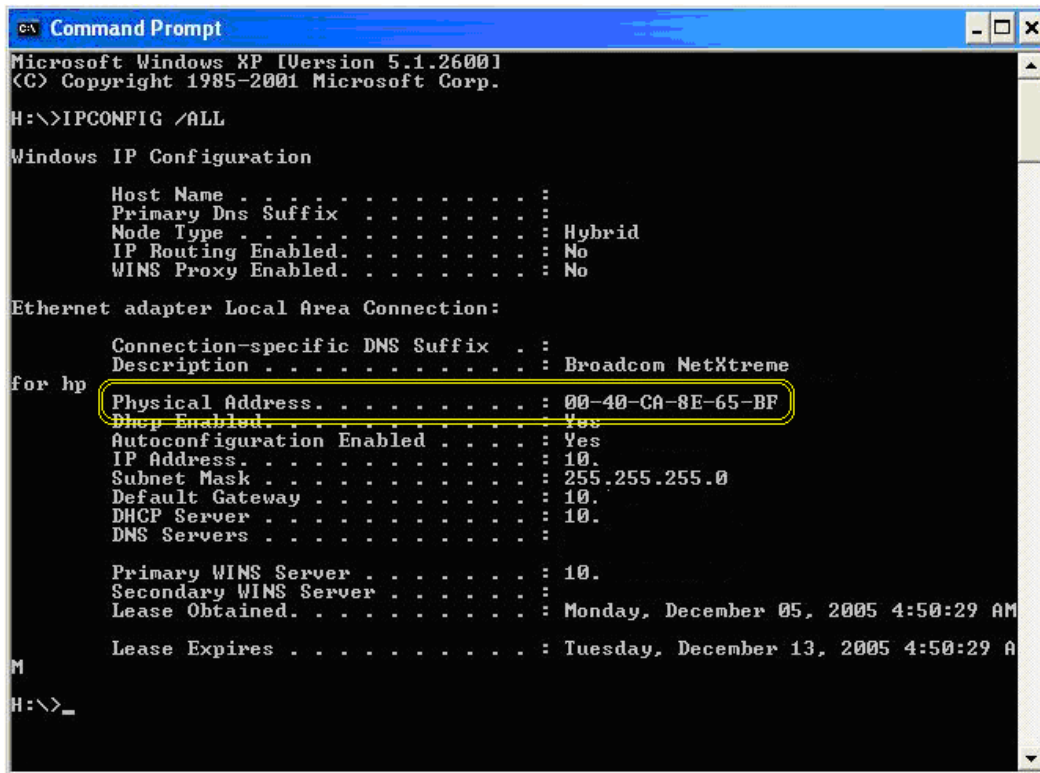 Command Prompt
Microsoft Windows XP [Version 5.1.2600]
(C) Copyright 1985-2001 Microsoft Corp.
H:\>IPCONFIG /ALL
Windows IP Configuration
Host Name . . . . . . . . . . . . :
Primary Dns Suffix . . . . . . . :
Node Type . . . . . . . . . . . . : Hybrid
IP Routing Enabled. . . . . . . . : No
WINS Proxy Enabled. . . . . . . . : No
Ethernet adapter Local Area Connection:
Connection-specific DNS Suffix . :
Description . . . . . . . . . . . : Broadcom NetXtreme
for hp
Physical Address. . . . . . . . . : 00-40-CA-8E-65-BF
Dhcp Enabled. . . . . . . . . . . : Yes
Autoconfiguration Enabled . . . . : Yes
IP Address. . . . . . . . . . . . : 10.
Subnet Mask . . . . . . . . . . . : 255.255.255.0
Default Gateway . . . . . . . . . : 10.
DHCP Server . . . . . . . . . . . : 10.
DNS Servers . . . . . . . . . . . :
Primary WINS Server . . . . . . . : 10.
Secondary WINS Server . . . . . . :
Lease Obtained. . . . . . . . . . : Monday, December 05, 2005 4:50:29 AM
Lease Expires . . . . . . . . . . : Tuesday, December 13, 2005 4:50:29 A
M
H:\>_